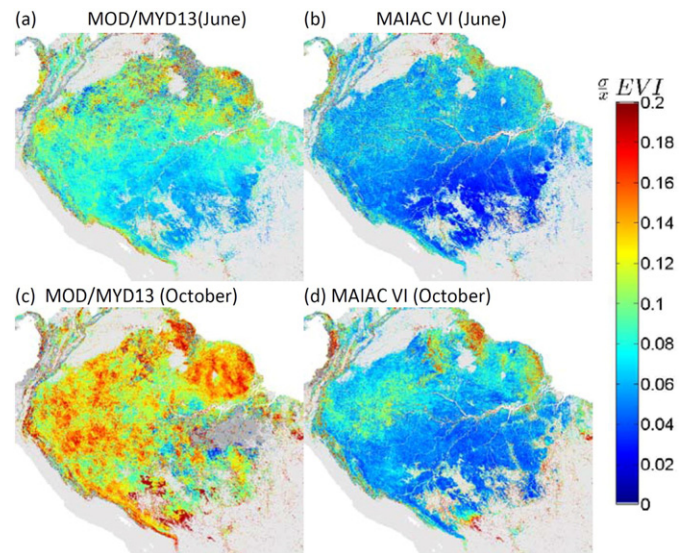 (a) MOD/MYD13(June)
(b) MAIAC VI (June)
(c) MOD/MYD13 (October)
(d) MAIAC VI (October)
σ/x EVI
0.2
0.18
0.16
0.14
0.12
0.1
0.08
0.06
0.04
0.02
0